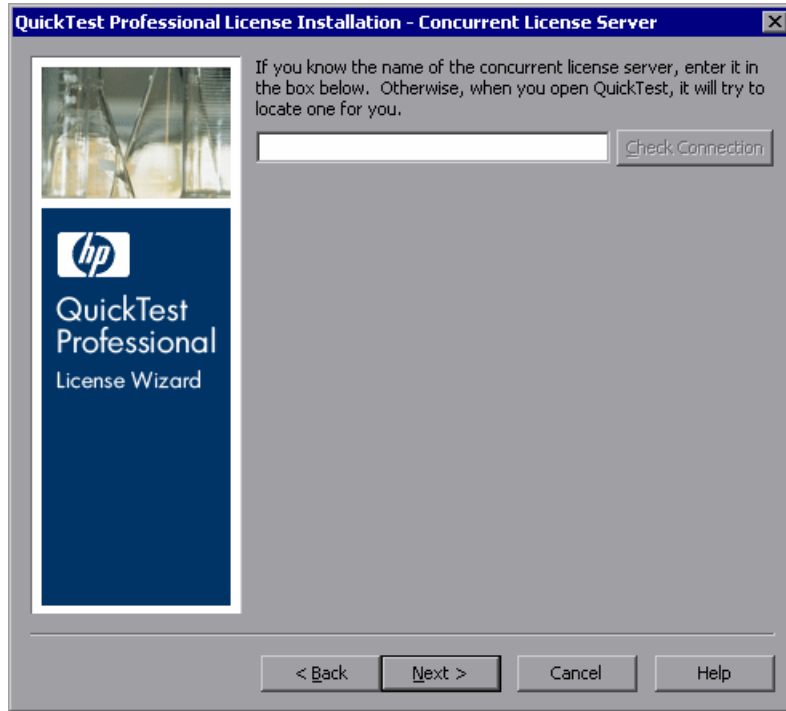 QuickTest Professional License Installation - Concurrent License Server
If you know the name of the concurrent license server, enter it in
the box below.  Otherwise, when you open QuickTest, it will try to
locate one for you.
Check Connection
hp
QuickTest
Professional
License Wizard
< Back
Next >
Cancel
Help